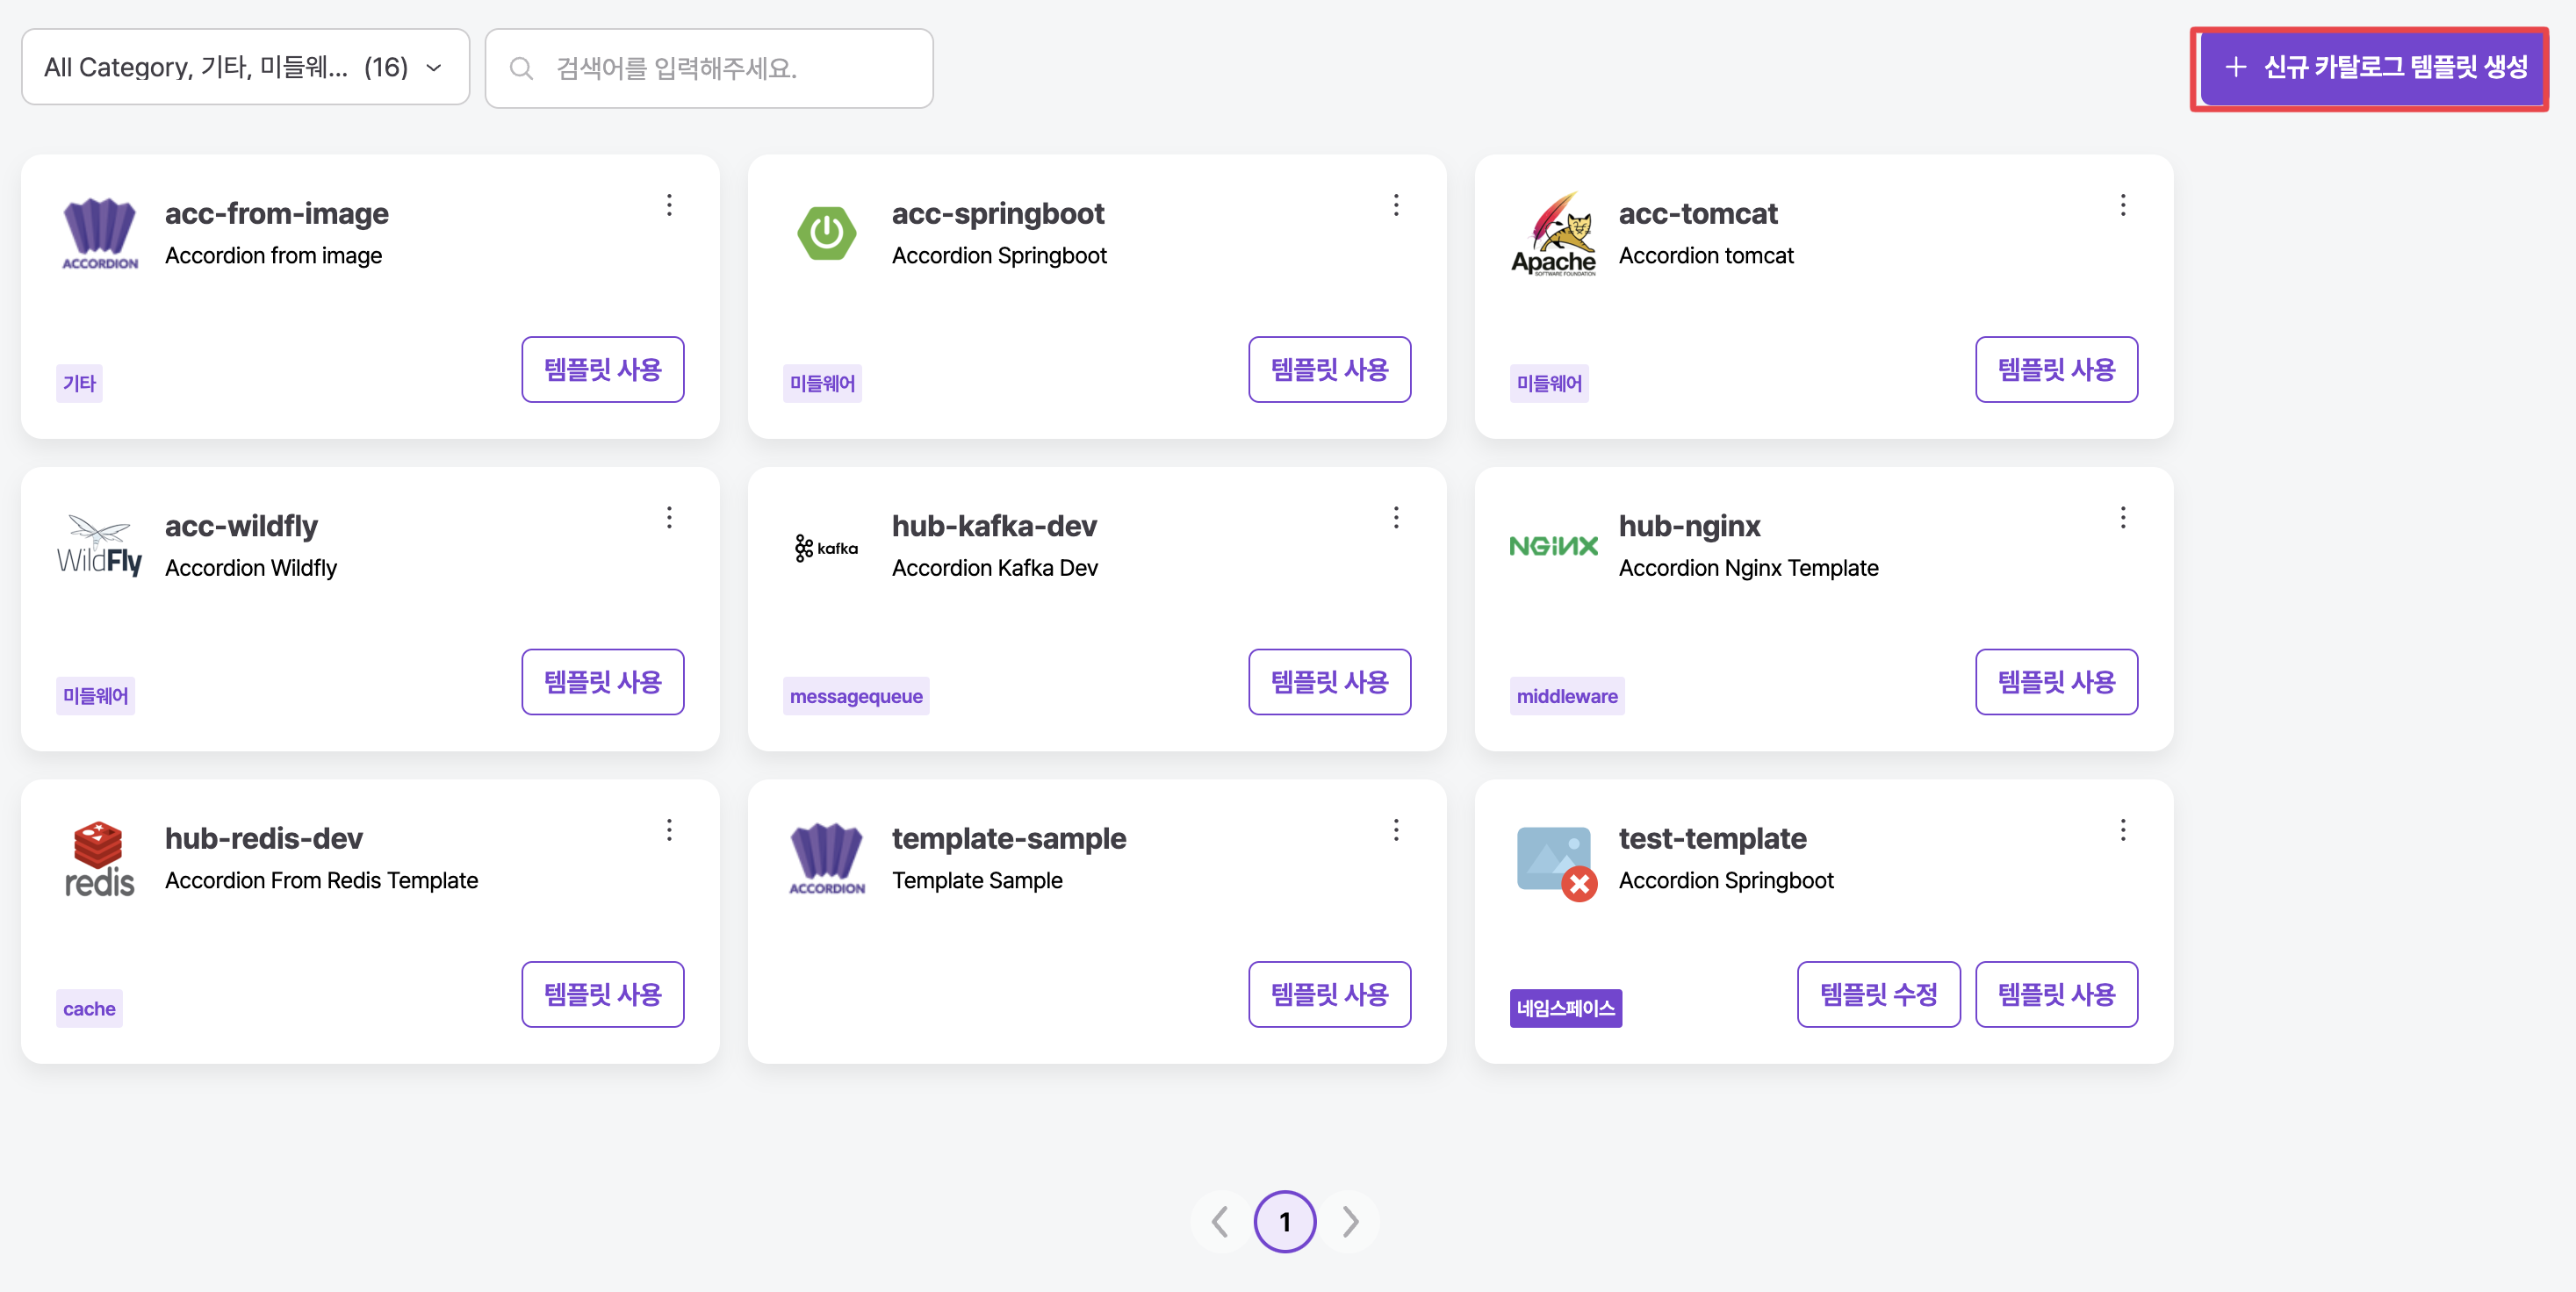 All Category, 기타, 미들웨... (16)
검색어를 입력해주세요.
신규 카탈로그 템플릿 생성
ACCORDION
acc-from-image
Accordion from image
기타
템플릿 사용
acc-springboot
Accordion Springboot
미들웨어
템플릿 사용
Apache
SOFTWARE FOUNDATION
acc-tomcat
Accordion tomcat
미들웨어
템플릿 사용
WildFly
acc-wildfly
Accordion Wildfly
미들웨어
템플릿 사용
kafka
hub-kafka-dev
Accordion Kafka Dev
messagequeue
템플릿 사용
NGINX
hub-nginx
Accordion Nginx Template
middleware
템플릿 사용
redis
hub-redis-dev
Accordion From Redis Template
cache
템플릿 사용
ACCORDION
template-sample
Template Sample
템플릿 사용
test-template
Accordion Springboot
네임스페이스
템플릿 수정
템플릿 사용
1